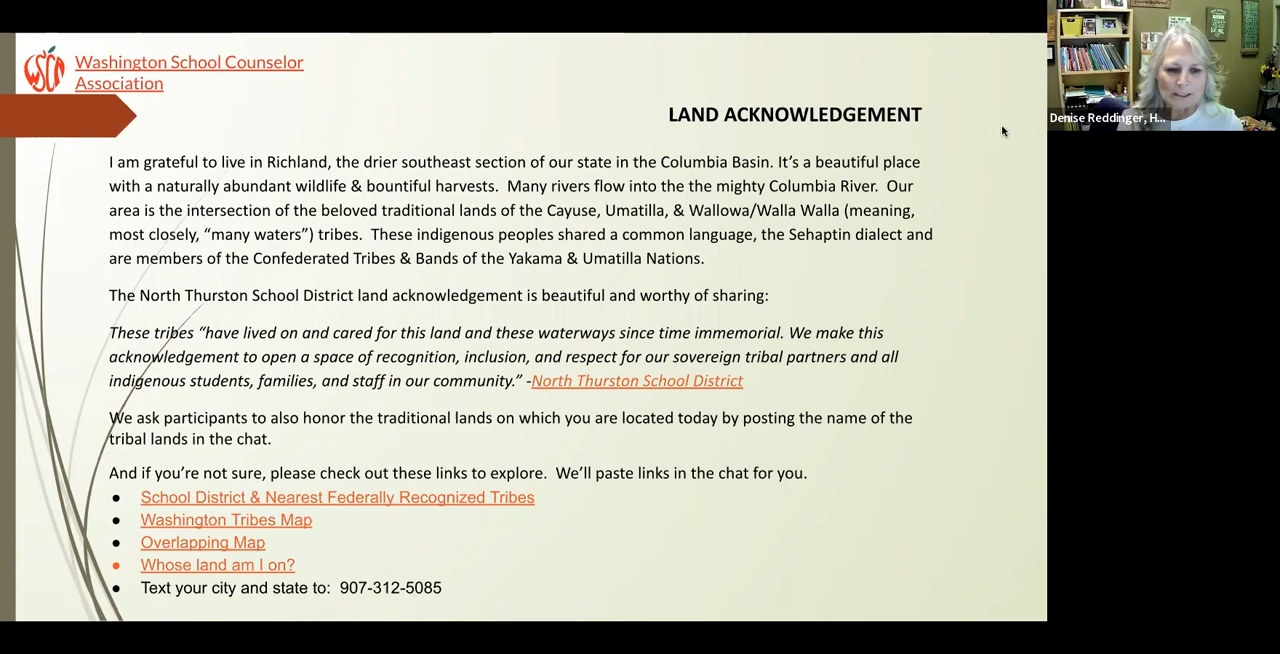 WSCA
Washington School Counselor
Association
LAND ACKNOWLEDGEMENT
I am grateful to live in Richland, the drier southeast section of our state in the Columbia Basin. It’s a beautiful place
with a naturally abundant wildlife & bountiful harvests.  Many rivers flow into the the mighty Columbia River.  Our
area is the intersection of the beloved traditional lands of the Cayuse, Umatilla, & Wallowa/Walla Walla (meaning,
most closely, “many waters”) tribes.  These indigenous peoples shared a common language, the Sehaptin dialect and
are members of the Confederated Tribes & Bands of the Yakama & Umatilla Nations.
The North Thurston School District land acknowledgement is beautiful and worthy of sharing:
These tribes “have lived on and cared for this land and these waterways since time immemorial. We make this
acknowledgement to open a space of recognition, inclusion, and respect for our sovereign tribal partners and all
indigenous students, families, and staff in our community.” -North Thurston School District
We ask participants to also honor the traditional lands on which you are located today by posting the name of the
tribal lands in the chat.
And if you’re not sure, please check out these links to explore.  We’ll paste links in the chat for you.
● School District & Nearest Federally Recognized Tribes
● Washington Tribes Map
● Overlapping Map
● Whose land am I on?
● Text your city and state to:  907-312-5085
Denise Reddinger, H...